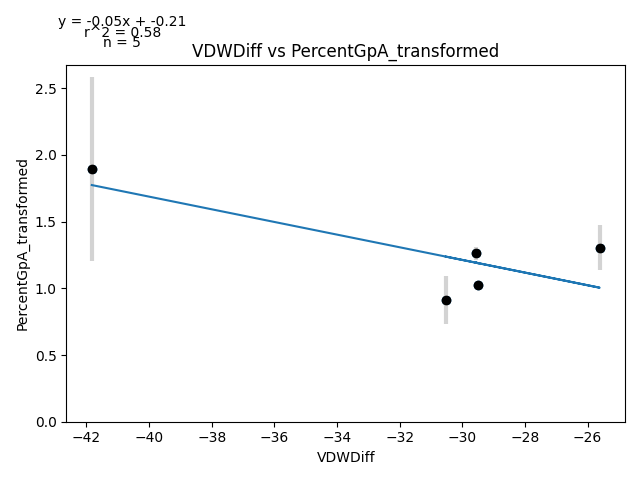 y = -0.05x + -0.21
r^2 = 0.58
n = 5
VDWDiff vs PercentGpA_transformed
PercentGpA_transformed
2.5
2.0
1.5
1.0
0.5
0.0
−42 −40 −38 −36 −34 −32 −30 −28 −26
VDWDiff